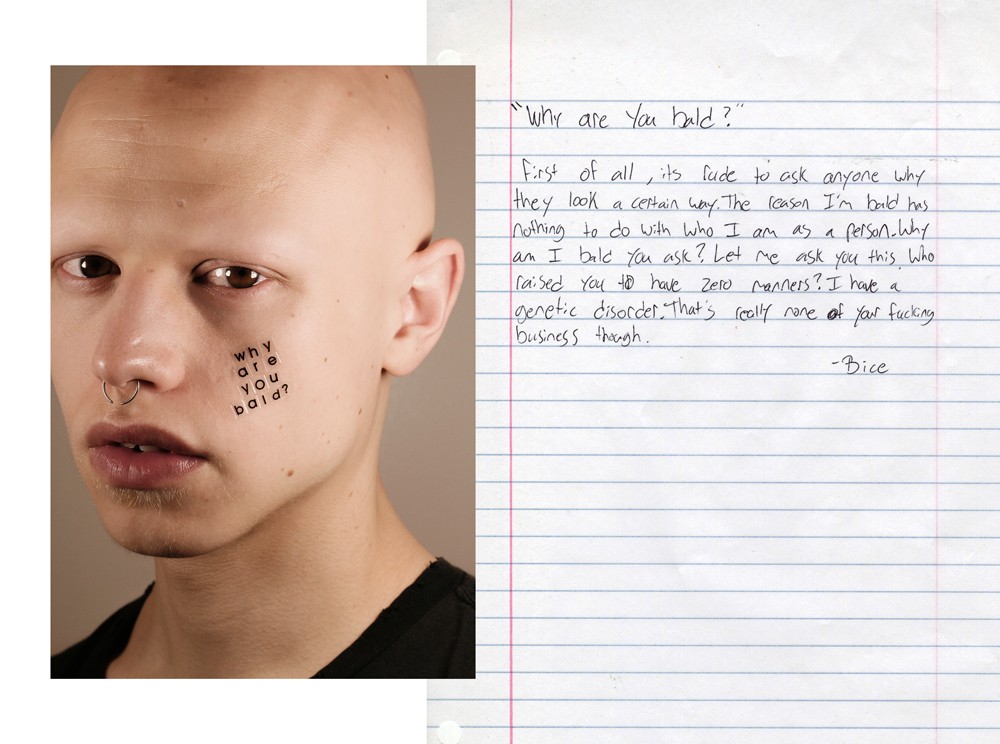 why
are
you
bald?
"Why are You bald?"
First of all, its rude to ask anyone why
they look a certain way. The reason I'm bald has
nothing to do with who I am as a person. Why
am I bald You ask? Let me ask you this. Who
raised you to have zero manners? I have a
genetic disorder. That's really none of your fucking
business though.
-Bice